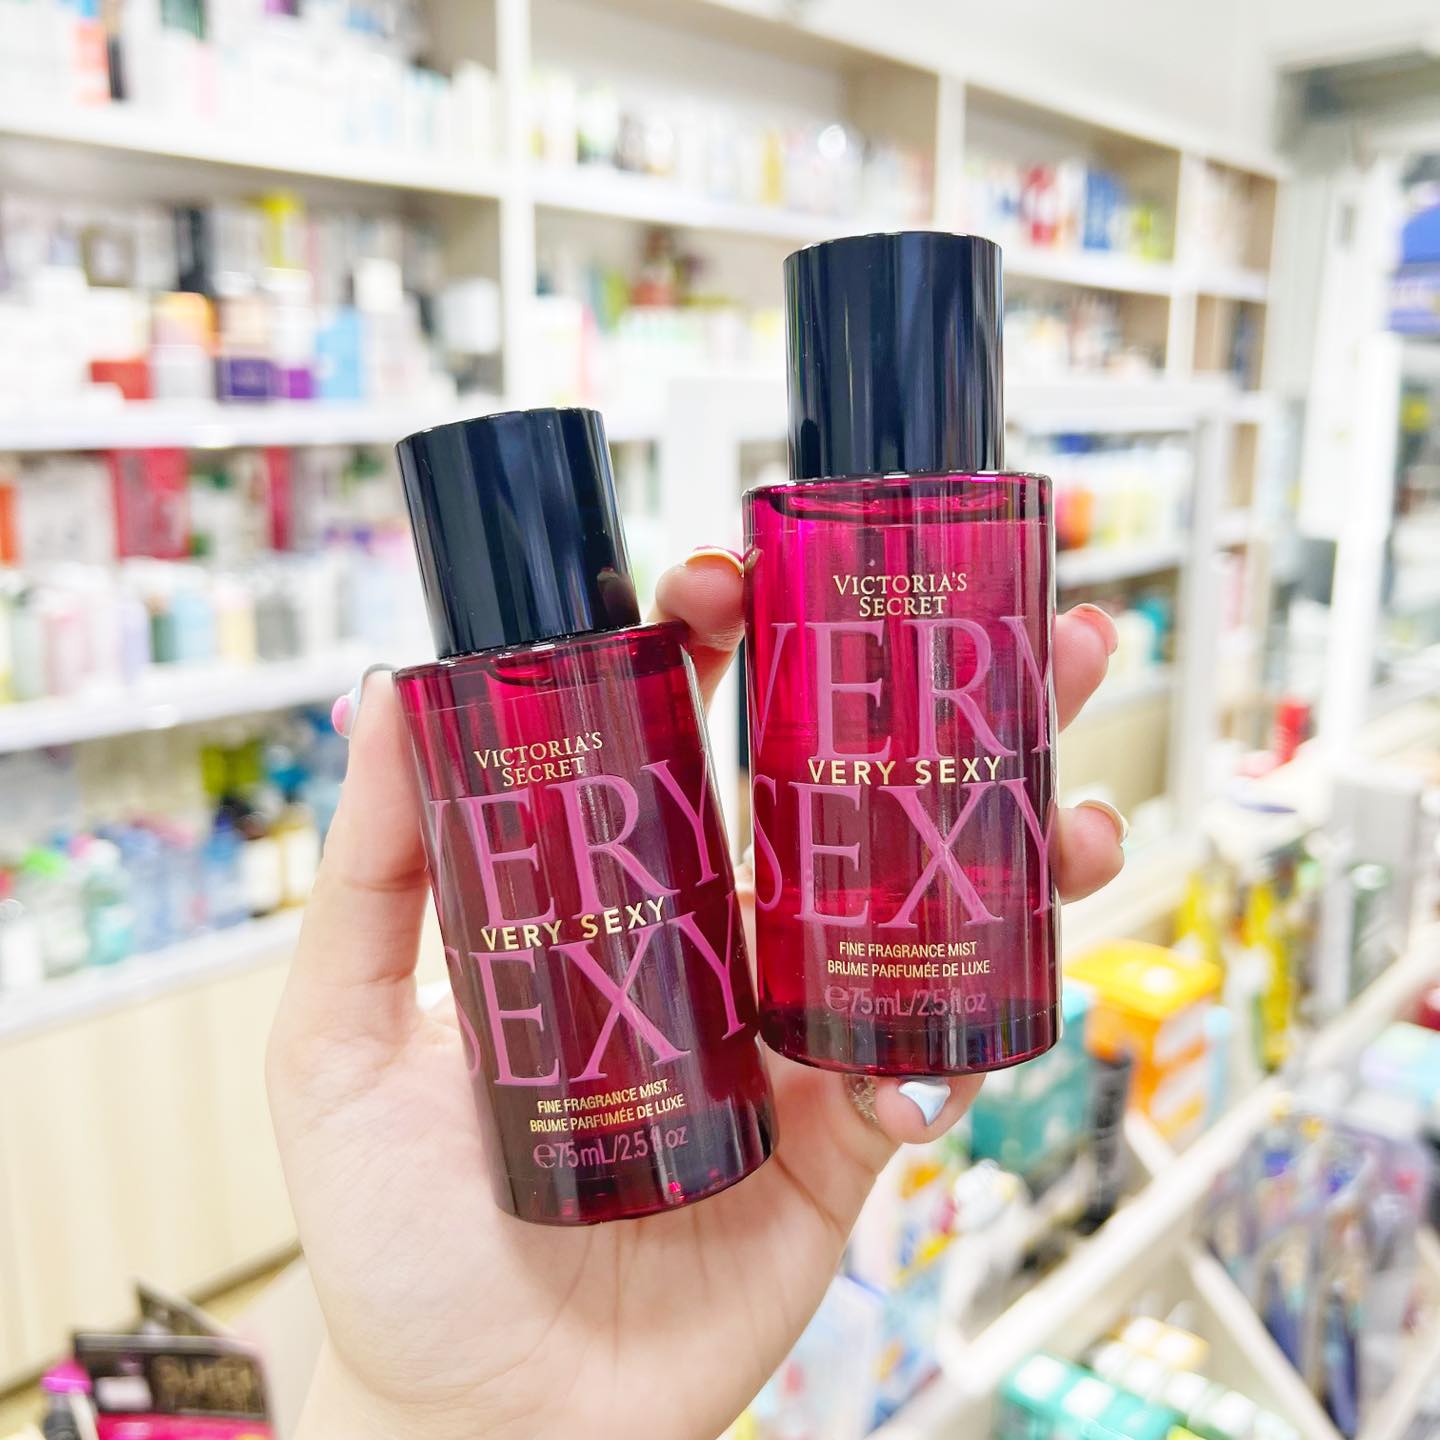 VICTORIA'S
SECRET
VERY
VERY SEXY
SEXY
FINE FRAGRANCE MIST
BRUME PARFUMÉE DE LUXE
℮75mL/2.5 fl oz
VICTORIA'S
SECRET
VERY
VERY SEXY
SEXY
FINE FRAGRANCE MIST
BRUME PARFUMÉE DE LUXE
℮75mL/2.5 fl oz